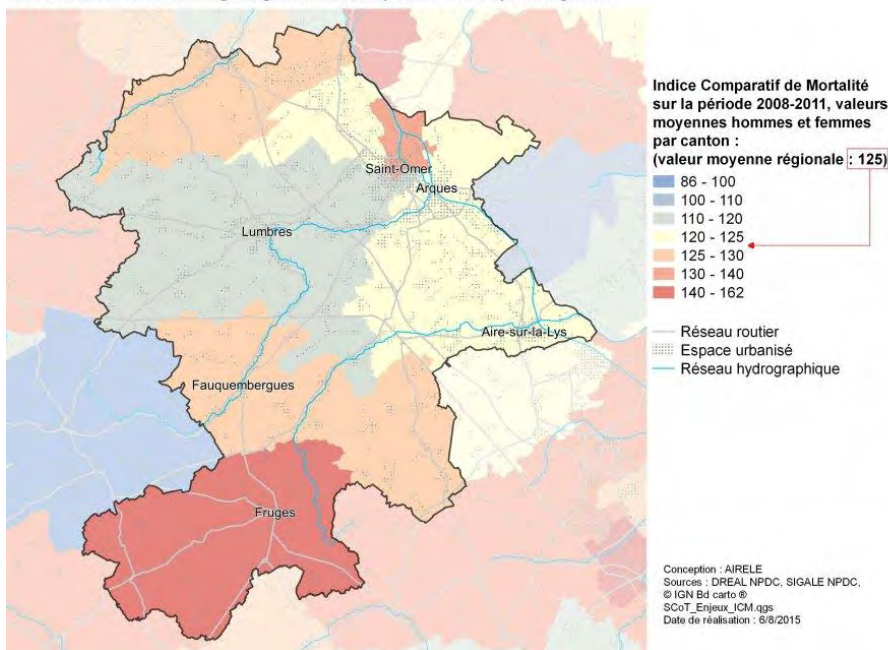 Indice Comparatif de Mortalité
sur la période 2008-2011, valeurs
moyennes hommes et femmes
par canton :
(valeur moyenne régionale : 125)
86 - 100
100 - 110
110 - 120
120 - 125
125 - 130
130 - 140
140 - 162
Réseau routier
Espace urbanisé
Réseau hydrographique
Saint-Omer
Arques
Lumbres
Aire-sur-la-Lys
Fauquembergues
Fruges
Conception : AIRELE
Sources : DREAL NPDC, SIGALE NPDC,
© IGN Bd carto ®
SCoT_Enjeux_ICM.qgs
Date de réalisation : 6/8/2015